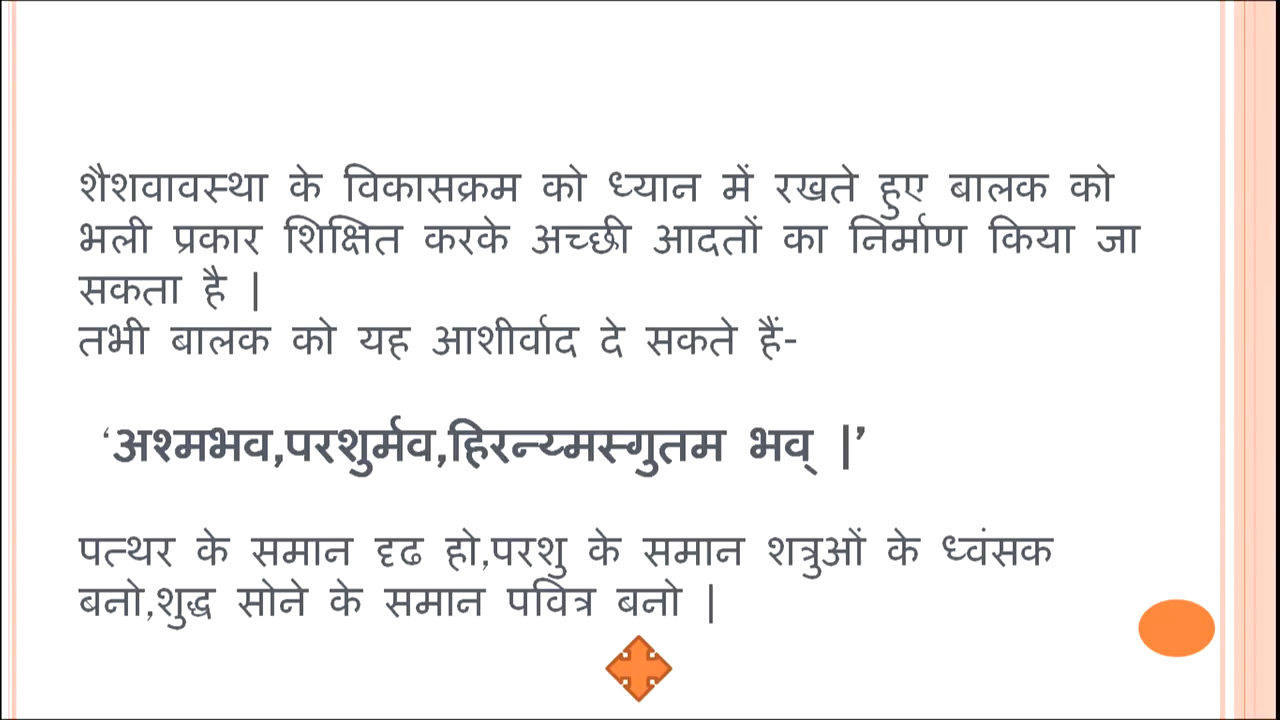 शैशवावस्था के विकासक्रम को ध्यान में रखते हुए बालक को
भली प्रकार शिक्षित करके अच्छी आदतों का निर्माण किया जा
सकता है |
तभी बालक को यह आशीर्वाद दे सकते हैं-
‘अश्मभव,परशुर्मव,हिरन्य्मस्गुतम भव् |’
पत्थर के समान दृढ हो,परशु के समान शत्रुओं के ध्वंसक
बनो,शुद्ध सोने के समान पवित्र बनो |